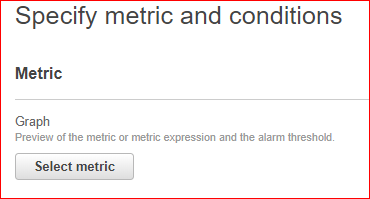 Specify metric and conditions
Metric
Graph
Preview of the metric or metric expression and the alarm threshold.
Select metric